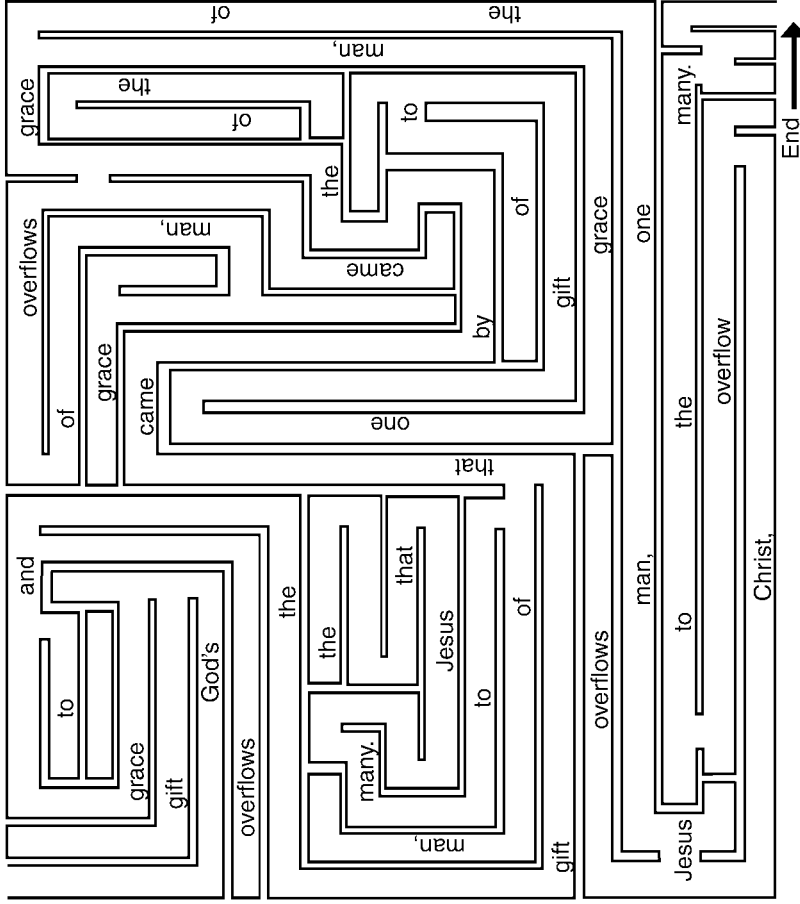 of
the
man,
grace
the
of
to
many.
End
the
of
grace
one
overflows
man,
came
gift
by
overflow
grace
of
came
one
the
that
and
that
the
the
Jesus
of
man,
Christ,
to
God's
to
to
overflows
grace
gift
overflows
many.
man,
gift
Jesus